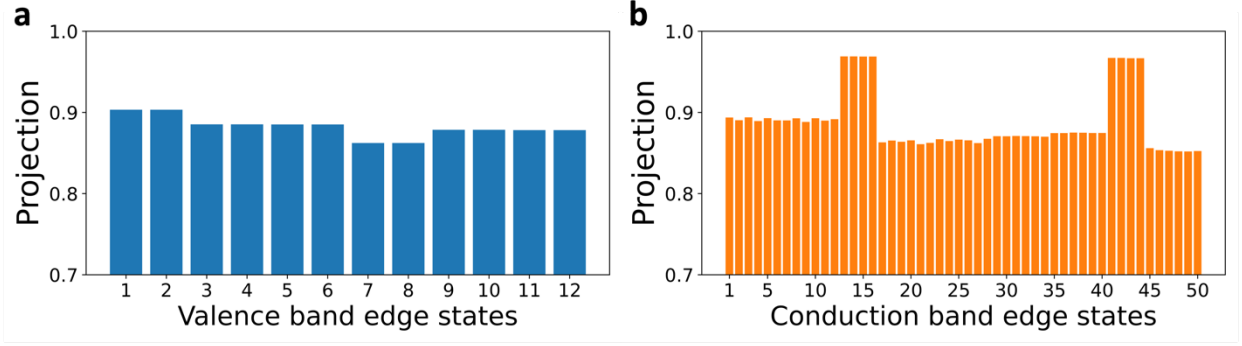 a
1.0
0.9
0.8
0.7
Projection
1 2 3 4 5 6 7 8 9 10 11 12
Valence band edge states
b
1.0
0.9
0.8
0.7
Projection
1 5 10 15 20 25 30 35 40 45 50
Conduction band edge states